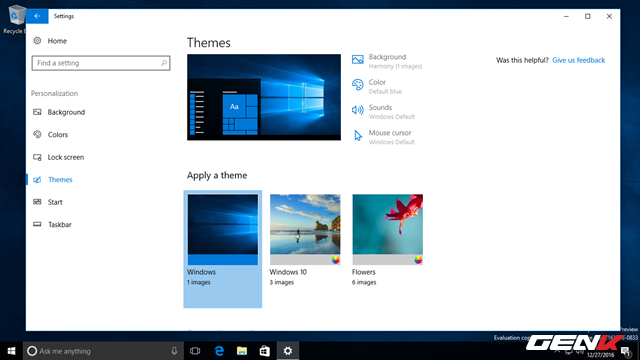 Recycle
Settings
Home
Find a setting
Personalization
Background
Colors
Lock screen
Themes
Start
Taskbar
Themes
Aa
Background
Harmony (1 images)
Color
Default blue
Sounds
Windows Default
Mouse cursor
Windows Default
Was this helpful? Give us feedback
Apply a theme
Windows
1 images
Windows 10
3 images
Flowers
6 images
Preview
Evaluation cop
GENK
Ask me anything
12/27/2016